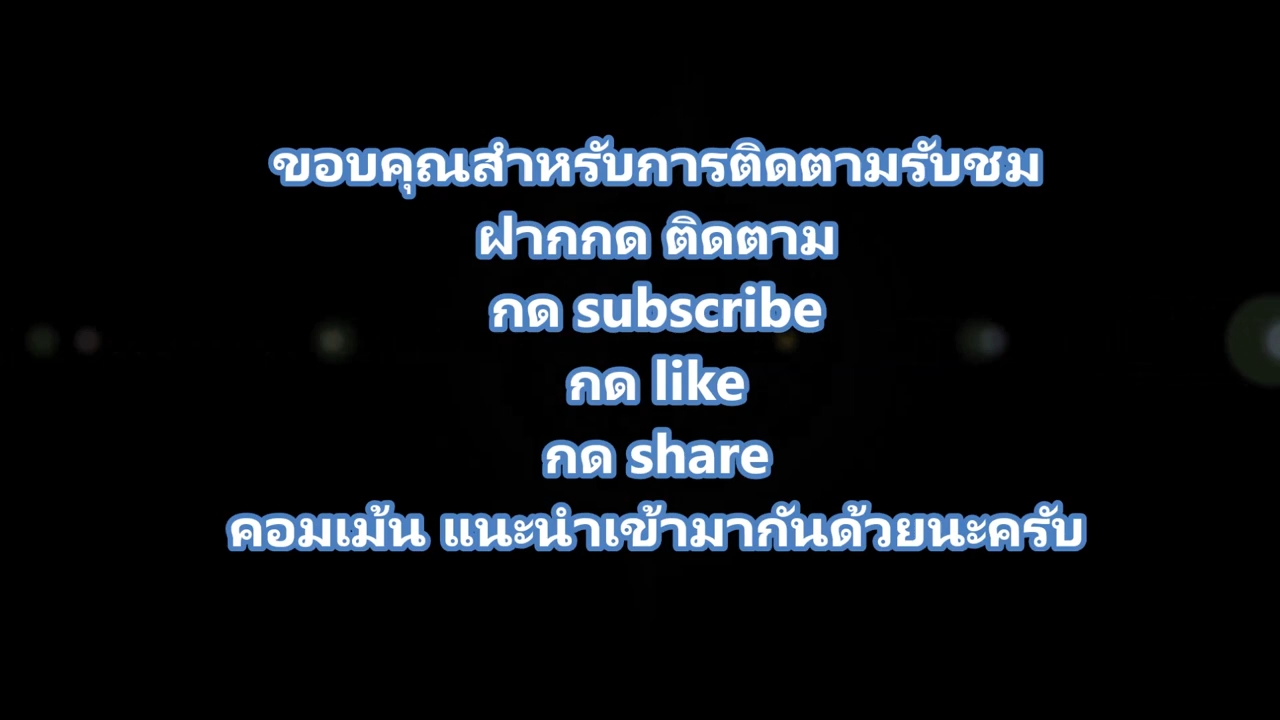 ขอบคุณสำหรับการติดตามรับชม
ฝากกด ติดตาม
กด subscribe
กด like
กด share
คอมเม้น แนะนำเข้ามากันด้วยนะครับ